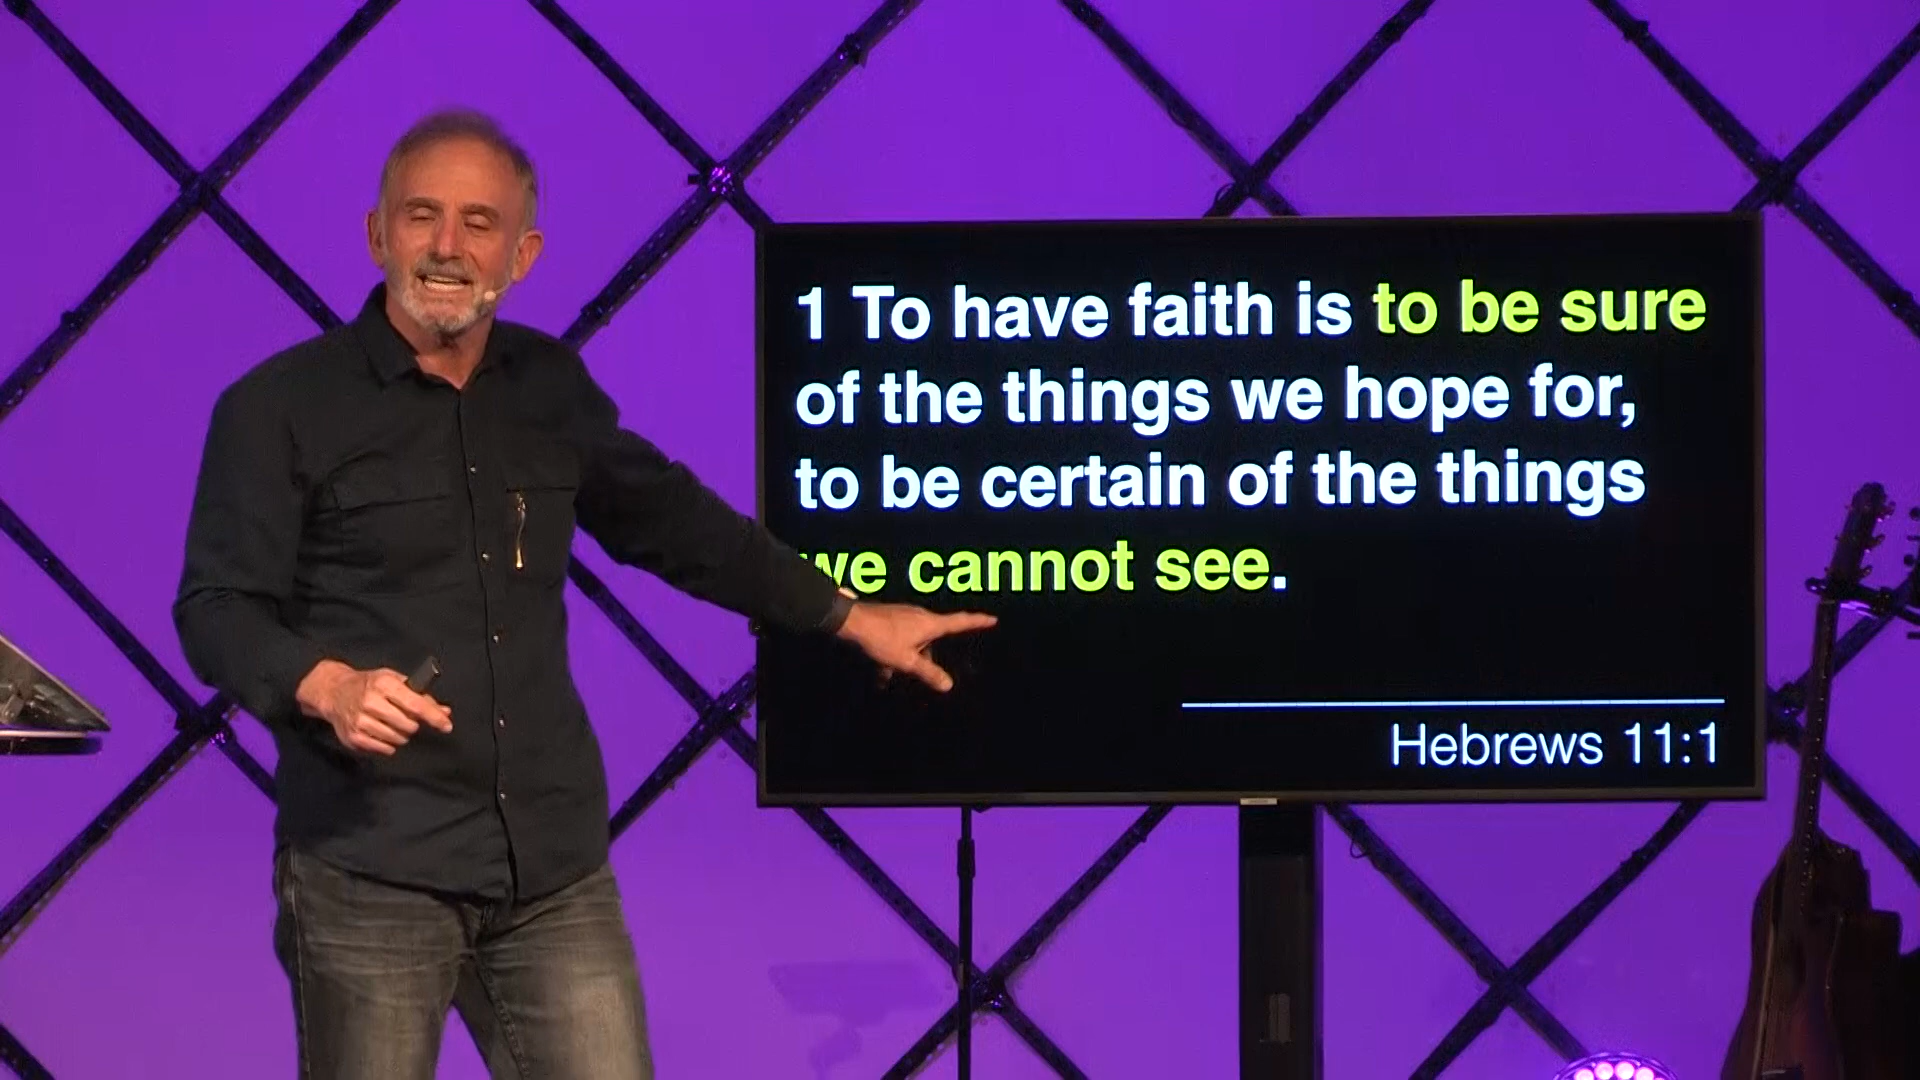 1 To have faith is to be sure
of the things we hope for,
to be certain of the things
we cannot see.
Hebrews 11:1